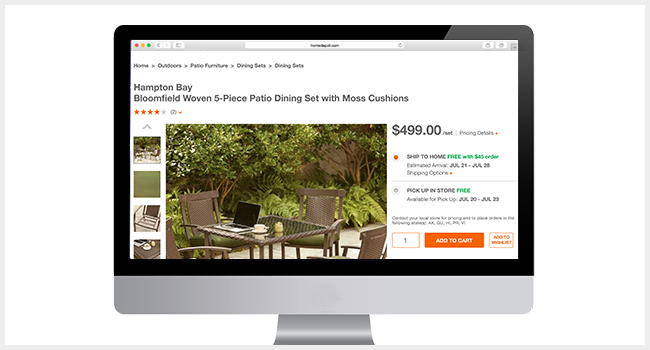 homedepot.com
Home > Outdoors > Patio Furniture > Dining Sets > Dining Sets
Hampton Bay
Bloomfield Woven 5-Piece Patio Dining Set with Moss Cushions
(2)
$499.00 /set | Pricing Details +
SHIP TO HOME FREE with $45 order
Estimated Arrival: JUL 21 - JUL 28
Shipping Options +
PICK UP IN STORE FREE
Available for Pick Up: JUL 20 - JUL 23
Contact your local store for pricing and to place orders in the
following state(s): AK, GU, HI, PR, VI
1
ADD TO CART
ADD TO
WISHLIST